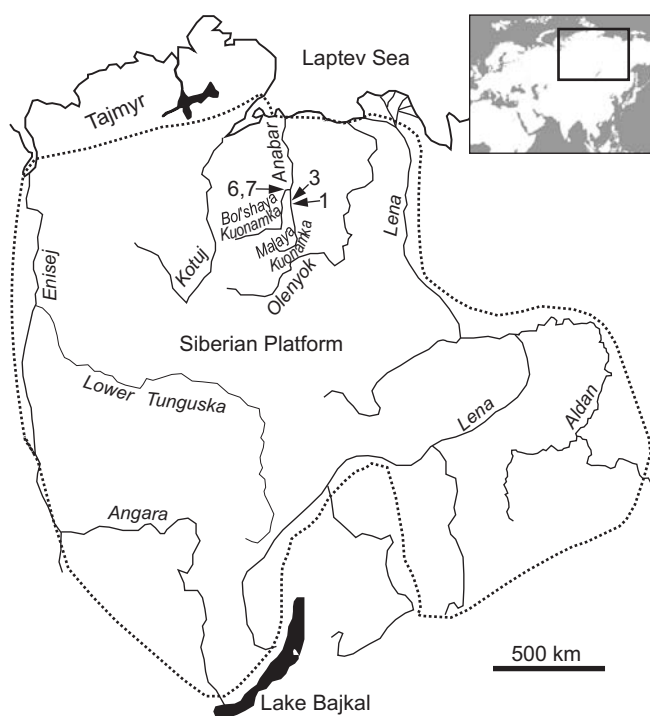 Laptev Sea
Tajmyr
Anabar
6,7
3
1
Bol'shaya
Kuonamka
Malaya
Kuonamka
Kotuj
Olenyok
Lena
Enisej
Siberian Platform
Lower Tunguska
Lena
Aldan
Angara
500 km
Lake Bajkal